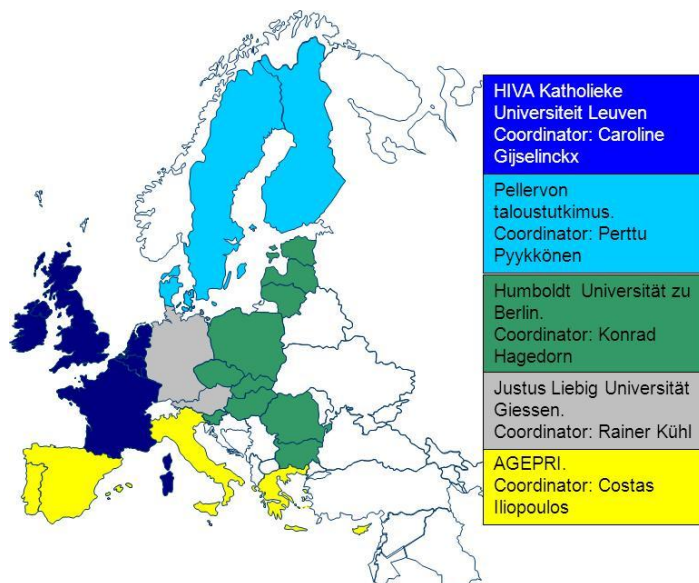 HIVA Katholieke
Universiteit Leuven
Coordinator: Caroline
Gijselinckx
Pellervon
taloustutkimus.
Coordinator: Perttu
Pyykkönen
Humboldt Universität zu
Berlin.
Coordinator: Konrad
Hagedorn
Justus Liebig Universität
Giessen.
Coordinator: Rainer Kühl
AGEPRI.
Coordinator: Costas
Iliopoulos